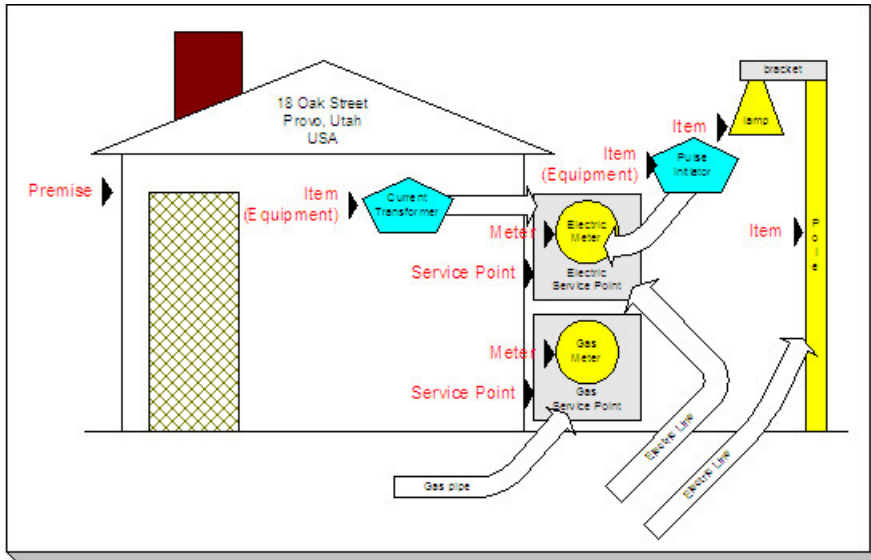 bracket
18 Oak Street
Provo, Utah
USA
lamp
Item
Item
(Equipment)
Pulse
Initiator
Premise
Item
(Equipment)
Current
Transformer
Meter
Electric
Meter
Item
Pole
Service Point
Electric
Service Point
Meter
Gas
Meter
Service Point
Gas
Service Point
Electric Line
Electric Line
Gas pipe